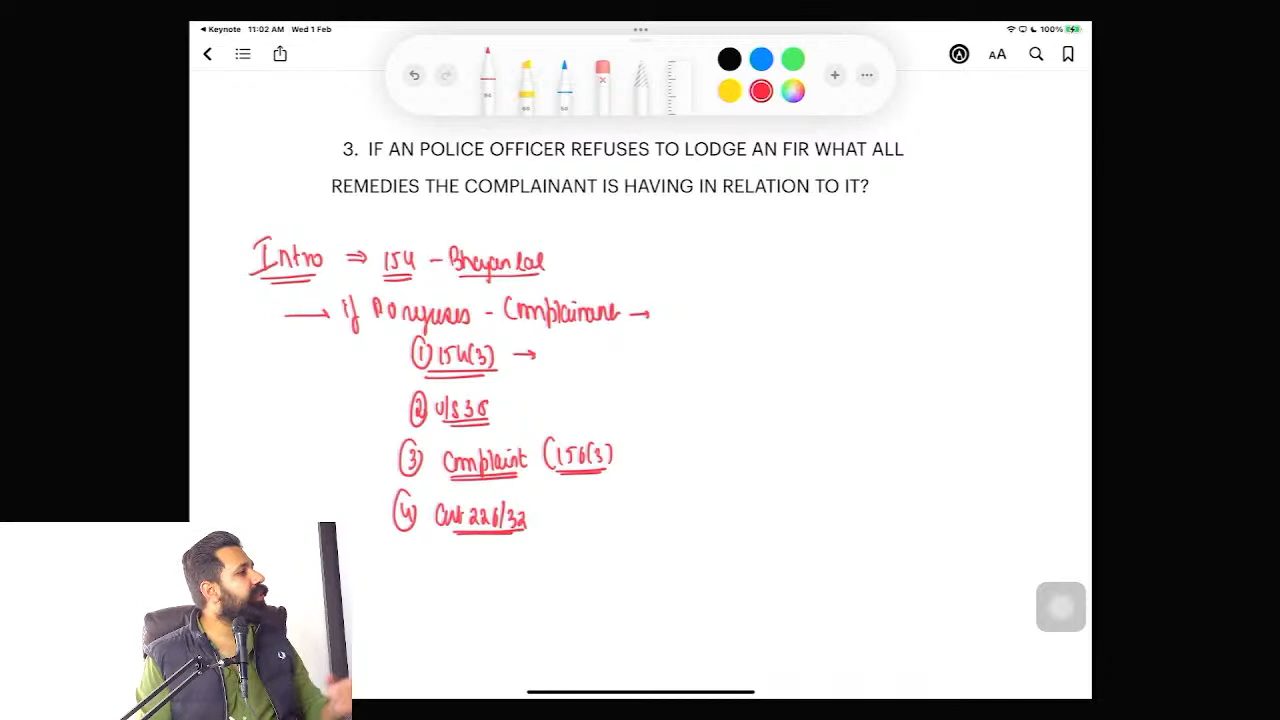 Keynote 11:02 AM Wed 1 Feb 100%
AA
3. IF AN POLICE OFFICER REFUSES TO LODGE AN FIR WHAT ALL
REMEDIES THE COMPLAINANT IS HAVING IN RELATION TO IT?
Intro ⇒ 154 - Bhajan Lal
→ if PO refuses - Complainant →
① 154(3) →
② u/s 36
③ Complaint (156(3)
④ Art 226/32